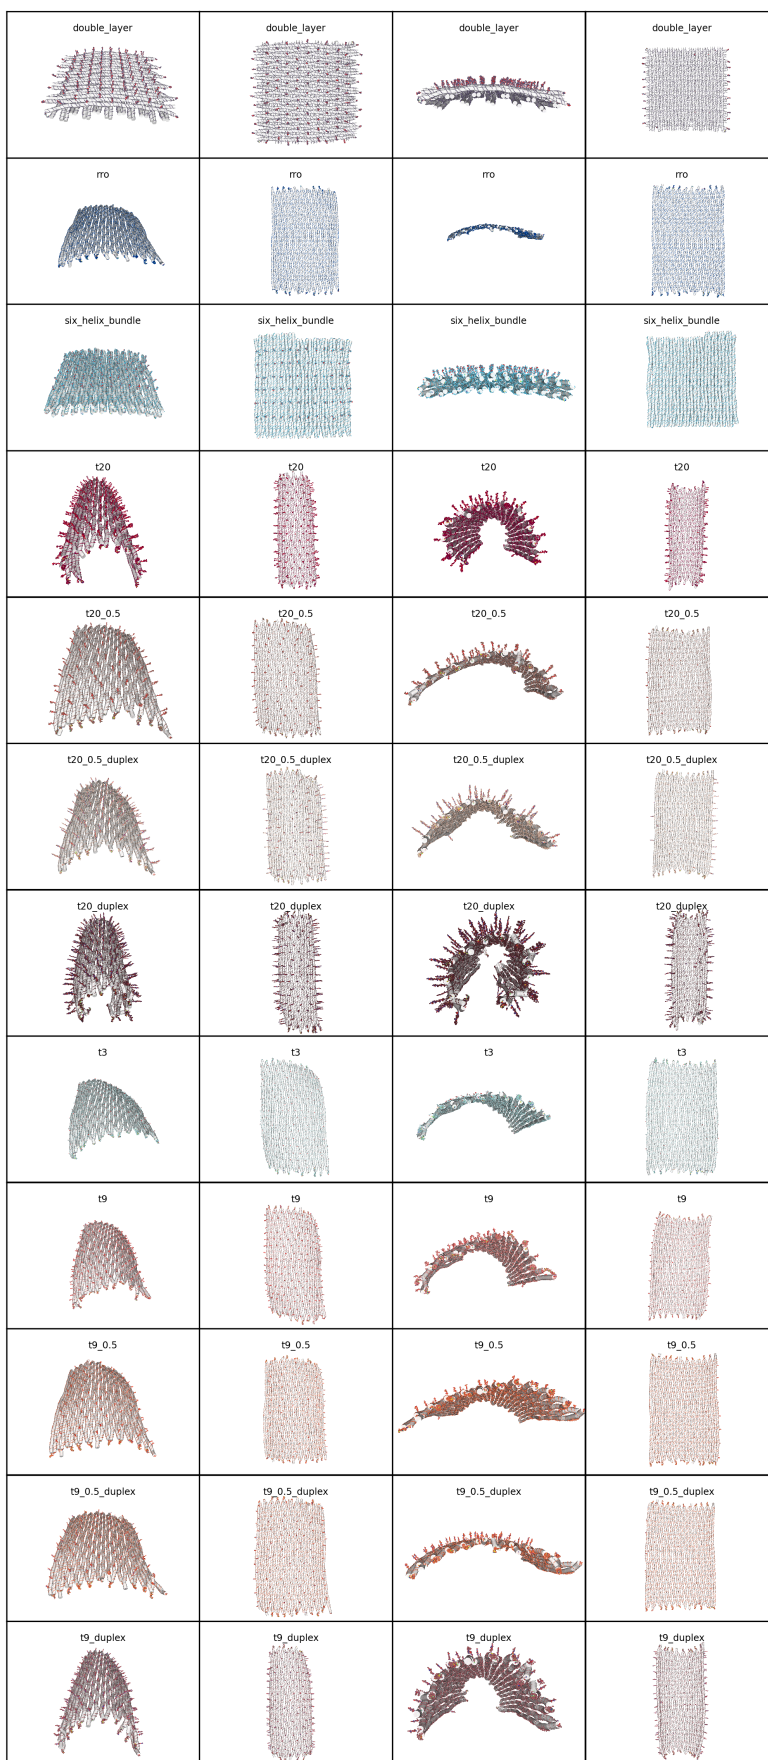 double_layer double_layer double_layer double_layer
rro rro rro rro
six_helix_bundle six_helix_bundle six_helix_bundle six_helix_bundle
t20 t20 t20 t20
t20_0.5 t20_0.5 t20_0.5 t20_0.5
t20_0.5_duplex t20_0.5_duplex t20_0.5_duplex t20_0.5_duplex
t20_duplex t20_duplex t20_duplex t20_duplex
t3 t3 t3 t3
t9 t9 t9 t9
t9_0.5 t9_0.5 t9_0.5 t9_0.5
t9_0.5_duplex t9_0.5_duplex t9_0.5_duplex t9_0.5_duplex
t9_duplex t9_duplex t9_duplex t9_duplex